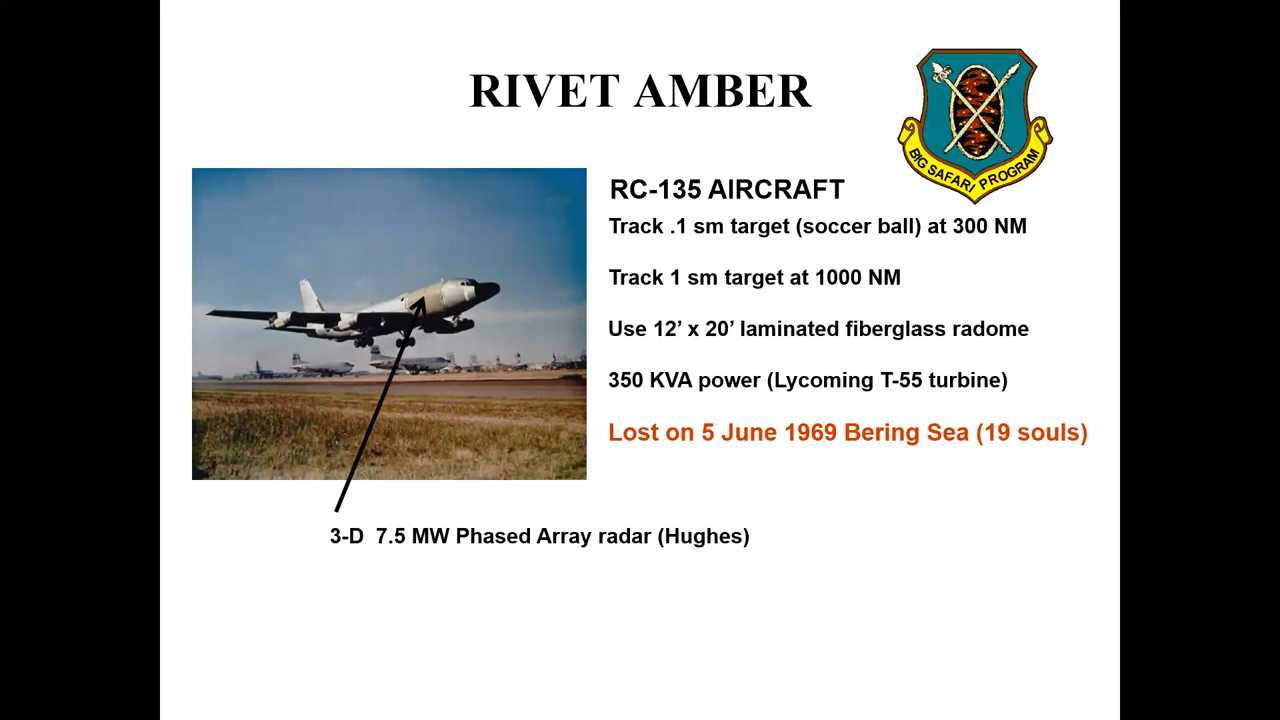 RIVET AMBER
BIG SAFARI PROGRAM
RC-135 AIRCRAFT
Track .1 sm target (soccer ball) at 300 NM
Track 1 sm target at 1000 NM
Use 12’ x 20’ laminated fiberglass radome
350 KVA power (Lycoming T-55 turbine)
Lost on 5 June 1969 Bering Sea (19 souls)
3-D  7.5 MW Phased Array radar (Hughes)